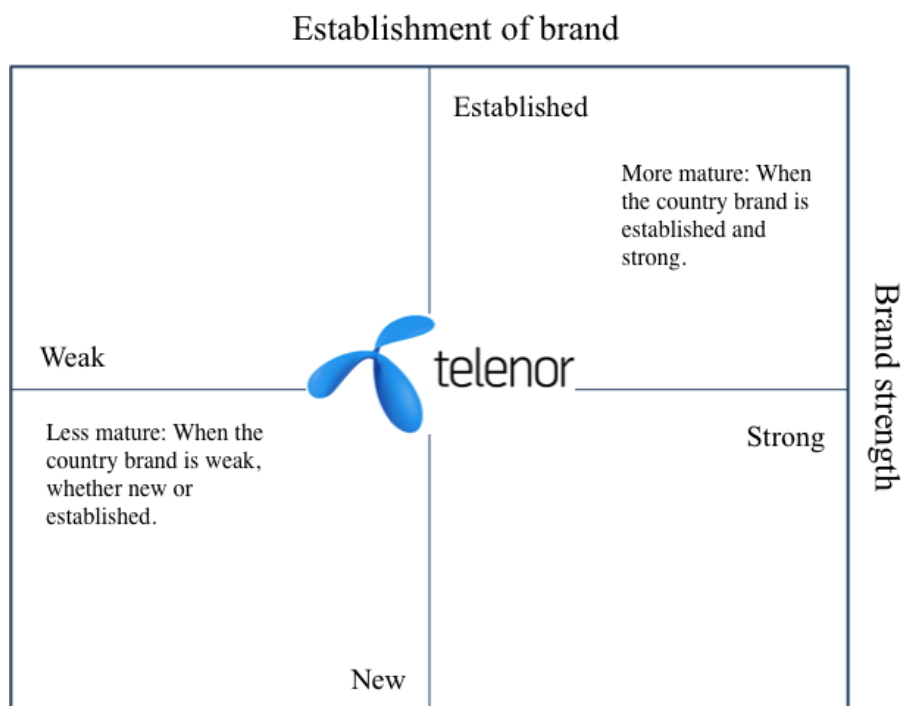 Establishment of brand
Established
More mature: When
the country brand is
established and
strong.
Weak
telenor
Brand strength
Less mature: When the
country brand is weak,
whether new or
established.
Strong
New